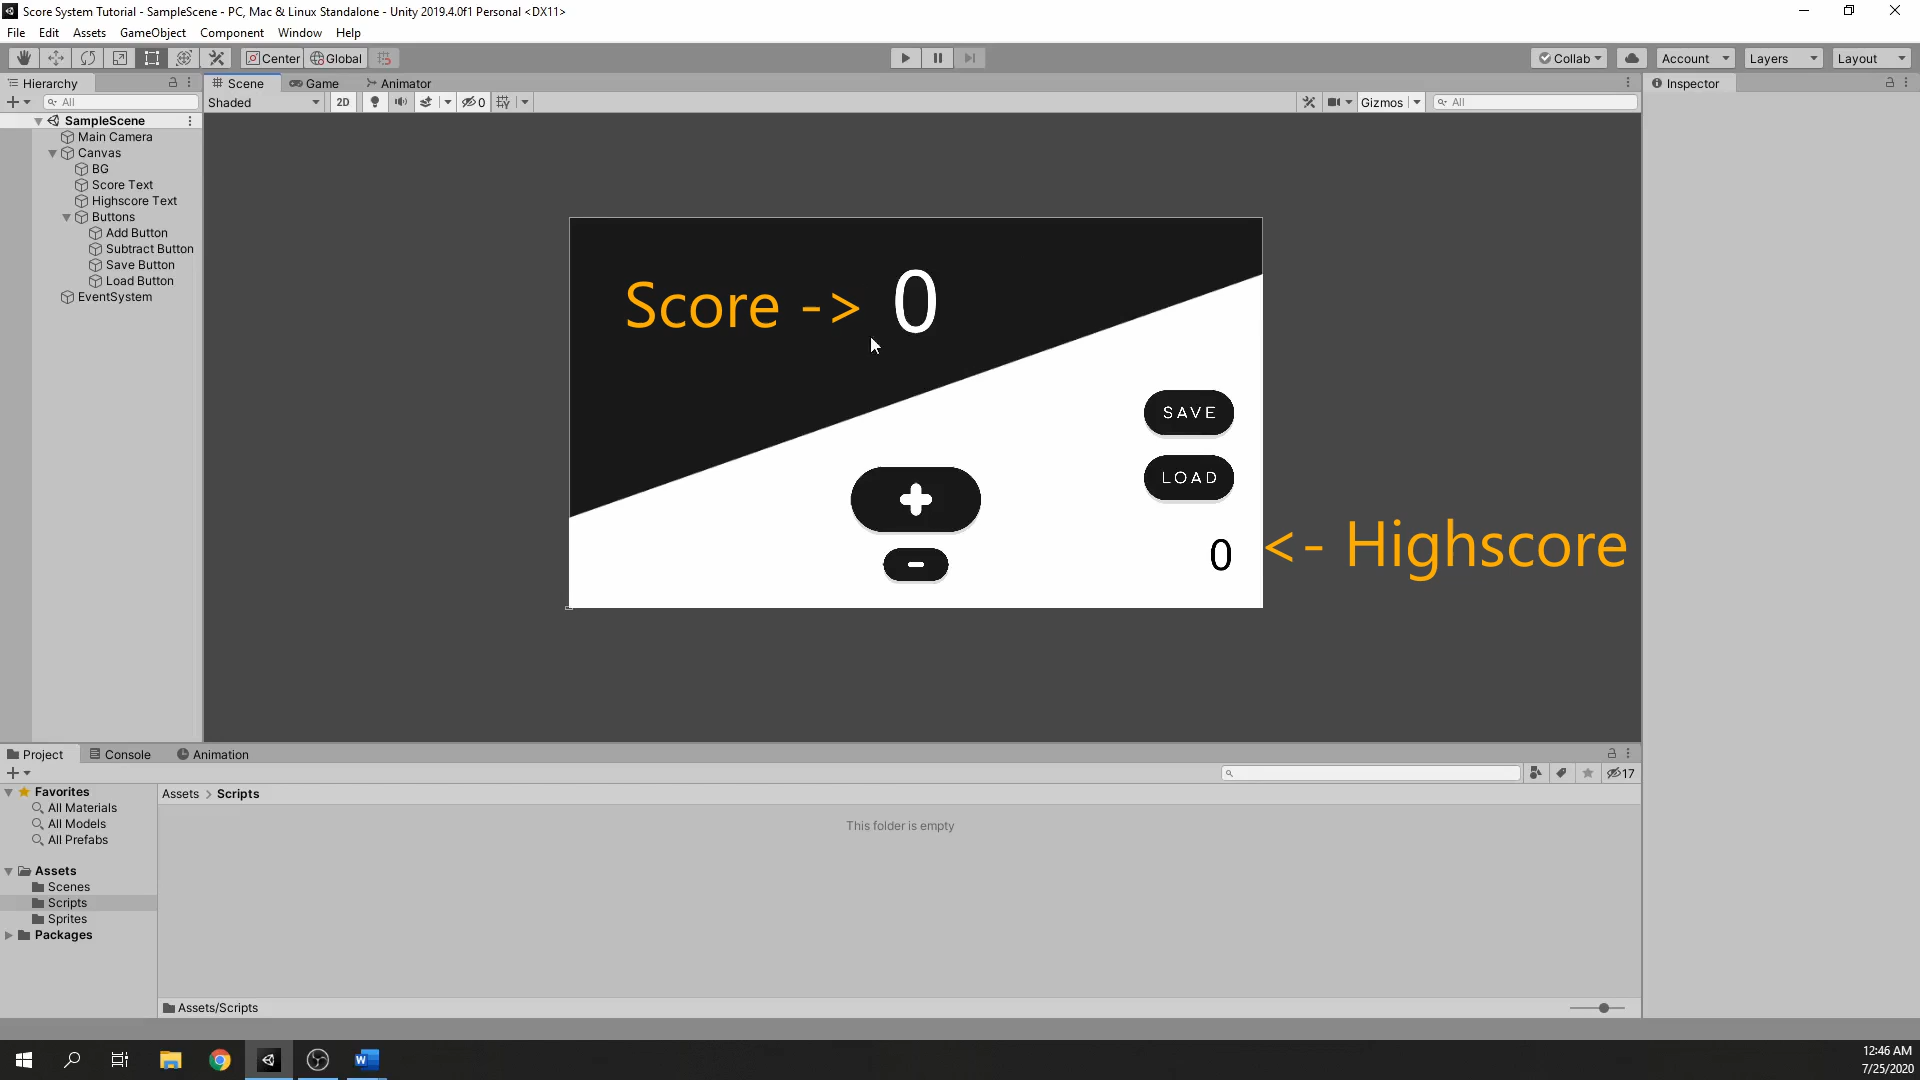 Score System Tutorial - SampleScene - PC, Mac & Linux Standalone - Unity 2019.4.0f1 Personal <DX11>
File Edit Assets GameObject Component Window Help
Center Global Collab Account Layers Layout
Hierarchy Scene Game Animator Inspector
All Shaded 2D 0 Gizmos All
SampleScene
Main Camera
Canvas
BG
Score Text
Highscore Text
Buttons
Add Button
Subtract Button
Save Button
Load Button
EventSystem
Score -> 0
SAVE
LOAD
0 <- Highscore
Project Console Animation
17
Favorites
All Materials
All Models
All Prefabs
Assets
Scenes
Scripts
Sprites
Packages
Assets > Scripts
This folder is empty
Assets/Scripts
12:46 AM
7/25/2020